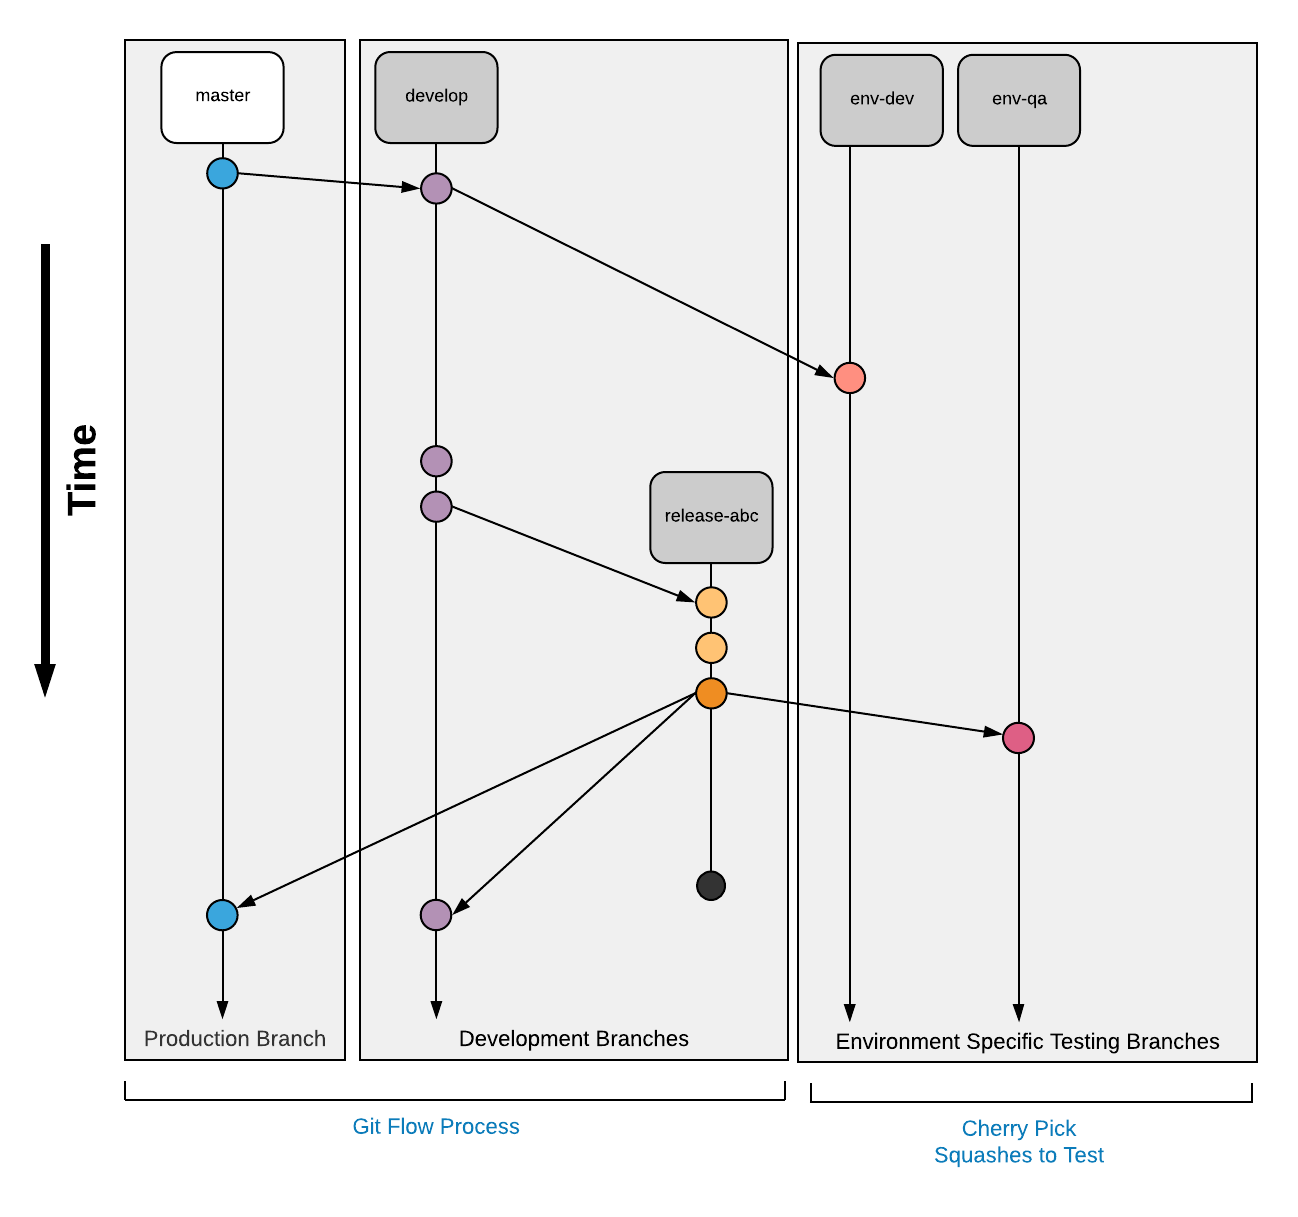 master
develop
env-dev
env-qa
Time
release-abc
Production Branch
Development Branches
Environment Specific Testing Branches
Git Flow Process
Cherry Pick
Squashes to Test